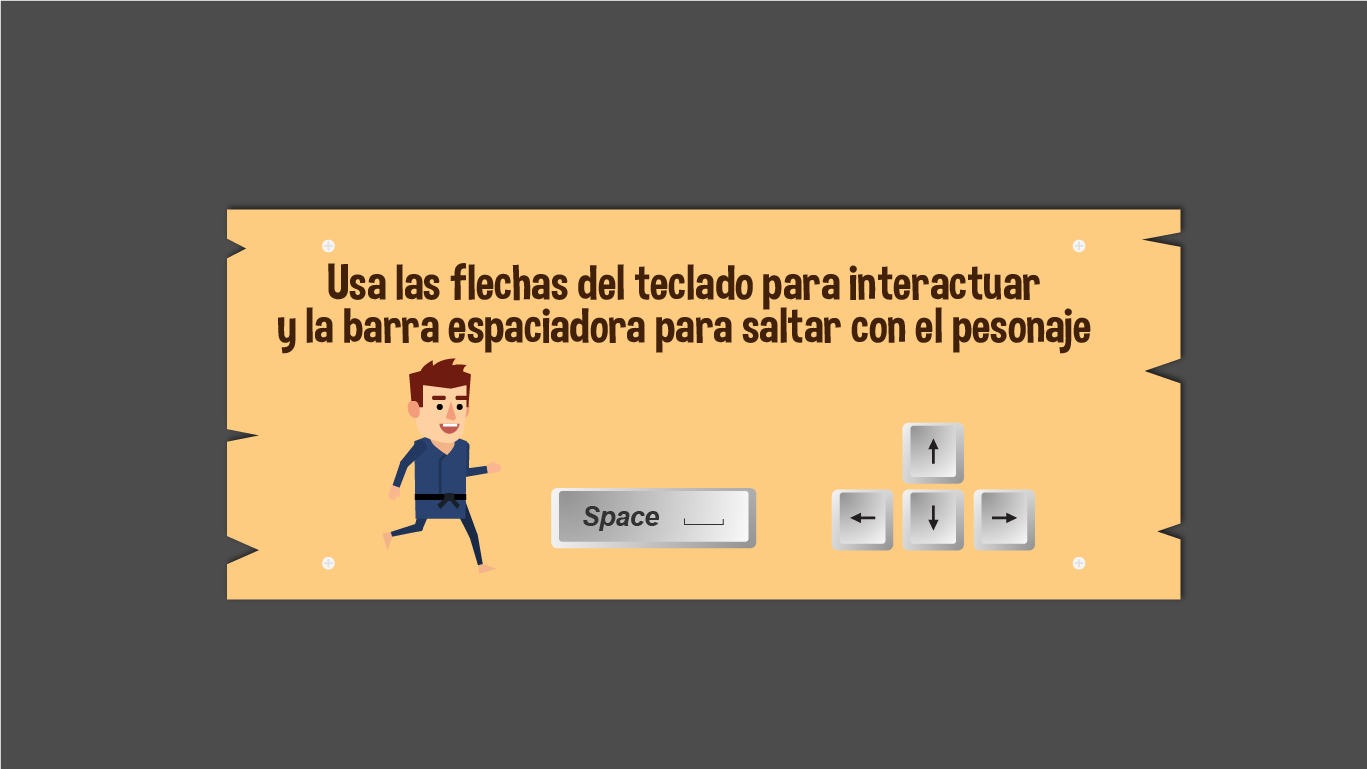 Usa las flechas del teclado para interactuar
y la barra espaciadora para saltar con el pesonaje
Space